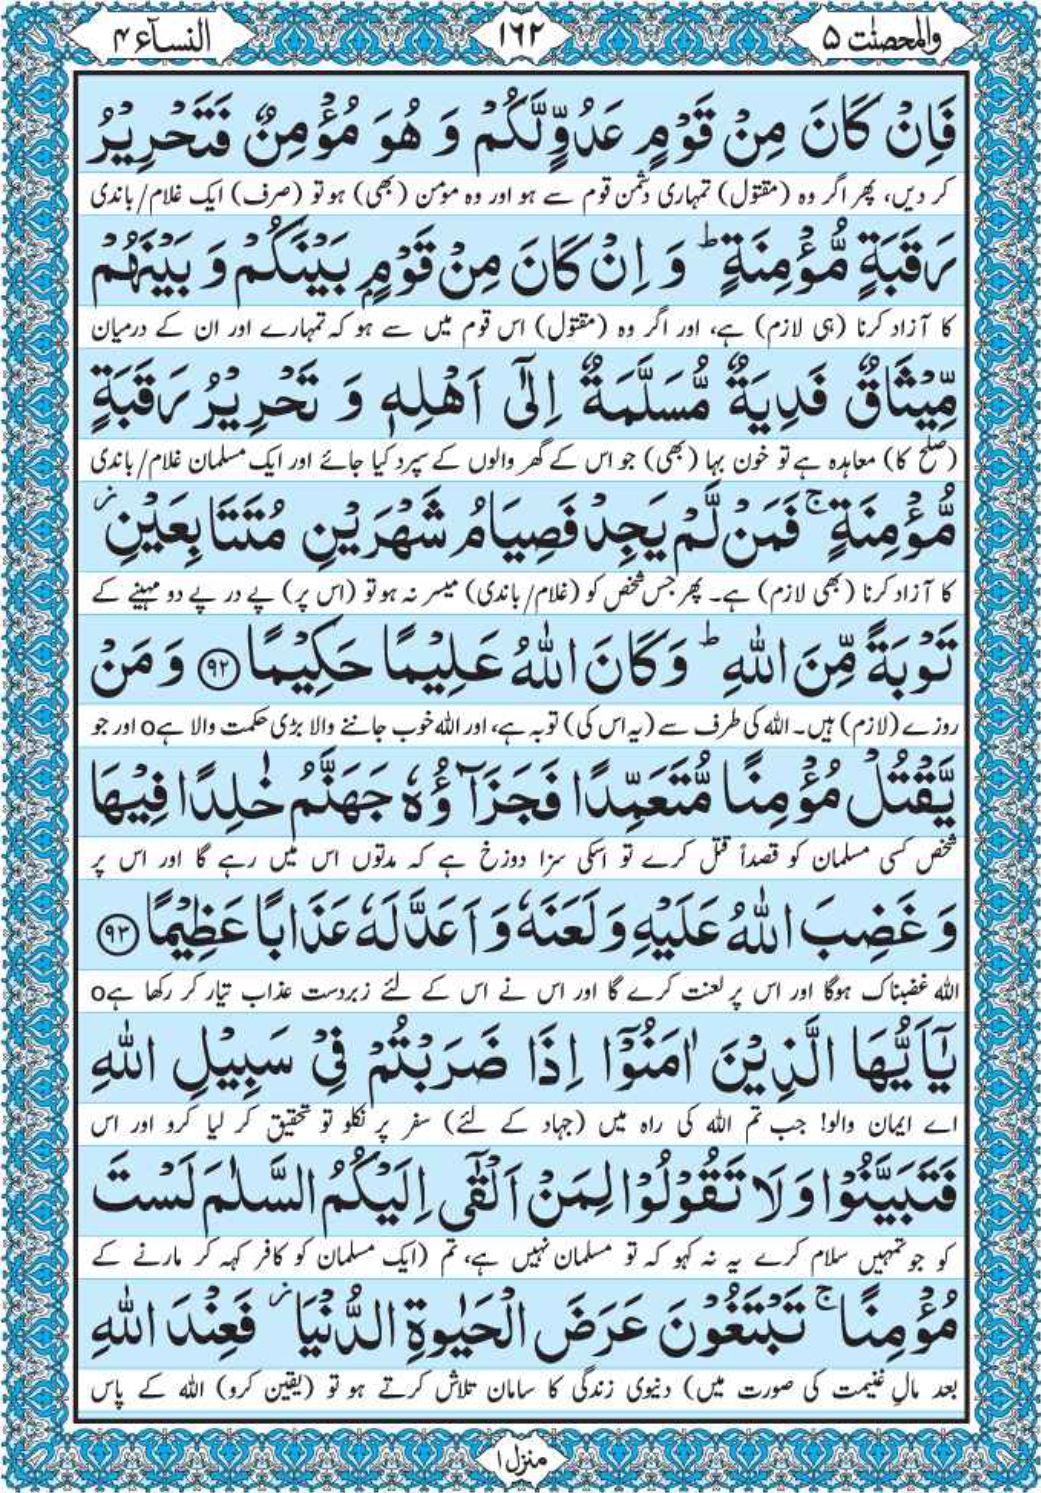 والمحصنٰت ۵ ۱۶۲ النسآء ۴
فَاِنۡ كَانَ مِنۡ قَوۡمٍ عَدُوٍّ لَّكُمۡ وَ هُوَ مُؤۡمِنٌ فَتَحۡرِيۡرُ
کر دیں، پھر اگر وہ (مقتول) تمہاری دشمن قوم سے ہو اور وہ مومن (بھی) ہو تو (صرف) ایک غلام/ باندی
رَقَبَةٍ مُّؤۡمِنَةٍ ؕ وَ اِنۡ كَانَ مِنۡ قَوۡمٍۭ بَيۡنَكُمۡ وَ بَيۡنَهُمۡ
کا آزاد کرنا (ہی لازم) ہے، اور اگر وہ (مقتول) اس قوم میں سے ہو کہ تمہارے اور ان کے درمیان
مِّيۡثَاقٌ فَدِيَةٌ مُّسَلَّمَةٌ اِلٰٓى اَهۡلِهٖ وَ تَحۡرِيۡرُ رَقَبَةٍ
(صلح کا) معاہدہ ہے تو خون بہا (بھی) جو اس کے گھر والوں کے سپرد کیا جائے اور ایک مسلمان غلام/ باندی
مُّؤۡمِنَةٍ ۚ فَمَنۡ لَّمۡ يَجِدۡ فَصِيَامُ شَهۡرَيۡنِ مُتَتَابِعَيۡنِ ۫
کا آزاد کرنا (بھی لازم) ہے۔ پھر جس شخص کو (غلام/ باندی) میسر نہ ہو تو (اس پر) پے در پے دو مہینے کے
تَوۡبَةً مِّنَ اللّٰهِ ؕ وَ كَانَ اللّٰهُ عَلِيۡمًا حَكِيۡمًا ﴿۹۲﴾ وَ مَنۡ
روزے (لازم) ہیں۔ اللہ کی طرف سے (یہ اس کی) توبہ ہے، اور اللہ خوب جاننے والا بڑی حکمت والا ہےo اور جو
يَّقۡتُلۡ مُؤۡمِنًا مُّتَعَمِّدًا فَجَزَآؤُهٗ جَهَنَّمُ خٰلِدًا فِيۡهَا
شخص کسی مسلمان کو قصداً قتل کرے تو اسکی سزا دوزخ ہے کہ مدتوں اس میں رہے گا اور اس پر
وَ غَضِبَ اللّٰهُ عَلَيۡهِ وَ لَعَنَهٗ وَ اَعَدَّ لَهٗ عَذَابًا عَظِيۡمًا ﴿۹۳﴾
اللہ غضبناک ہوگا اور اس پر لعنت کرے گا اور اس نے اس کے لئے زبردست عذاب تیار کر رکھا ہےo
يٰۤاَيُّهَا الَّذِيۡنَ اٰمَنُوۡۤا اِذَا ضَرَبۡتُمۡ فِىۡ سَبِيۡلِ اللّٰهِ
اے ایمان والو! جب تم اللہ کی راہ میں (جہاد کے لئے) سفر پر نکلو تو تحقیق کر لیا کرو اور اس
فَتَبَيَّنُوۡا وَ لَا تَقُوۡلُوۡا لِمَنۡ اَلۡقٰٓى اِلَيۡكُمُ السَّلٰمَ لَسۡتَ
کو جو تمہیں سلام کرے یہ نہ کہو کہ تو مسلمان نہیں ہے، تم (ایک مسلمان کو کافر کہہ کر مارنے کے
مُؤۡمِنًا ۚ تَبۡتَغُوۡنَ عَرَضَ الۡحَيٰوةِ الدُّنۡيَا ۫ فَعِنۡدَ اللّٰهِ
بعد مالِ غنیمت کی صورت میں) دنیوی زندگی کا سامان تلاش کرتے ہو تو (یقین کرو) اللہ کے پاس
منزل ۱